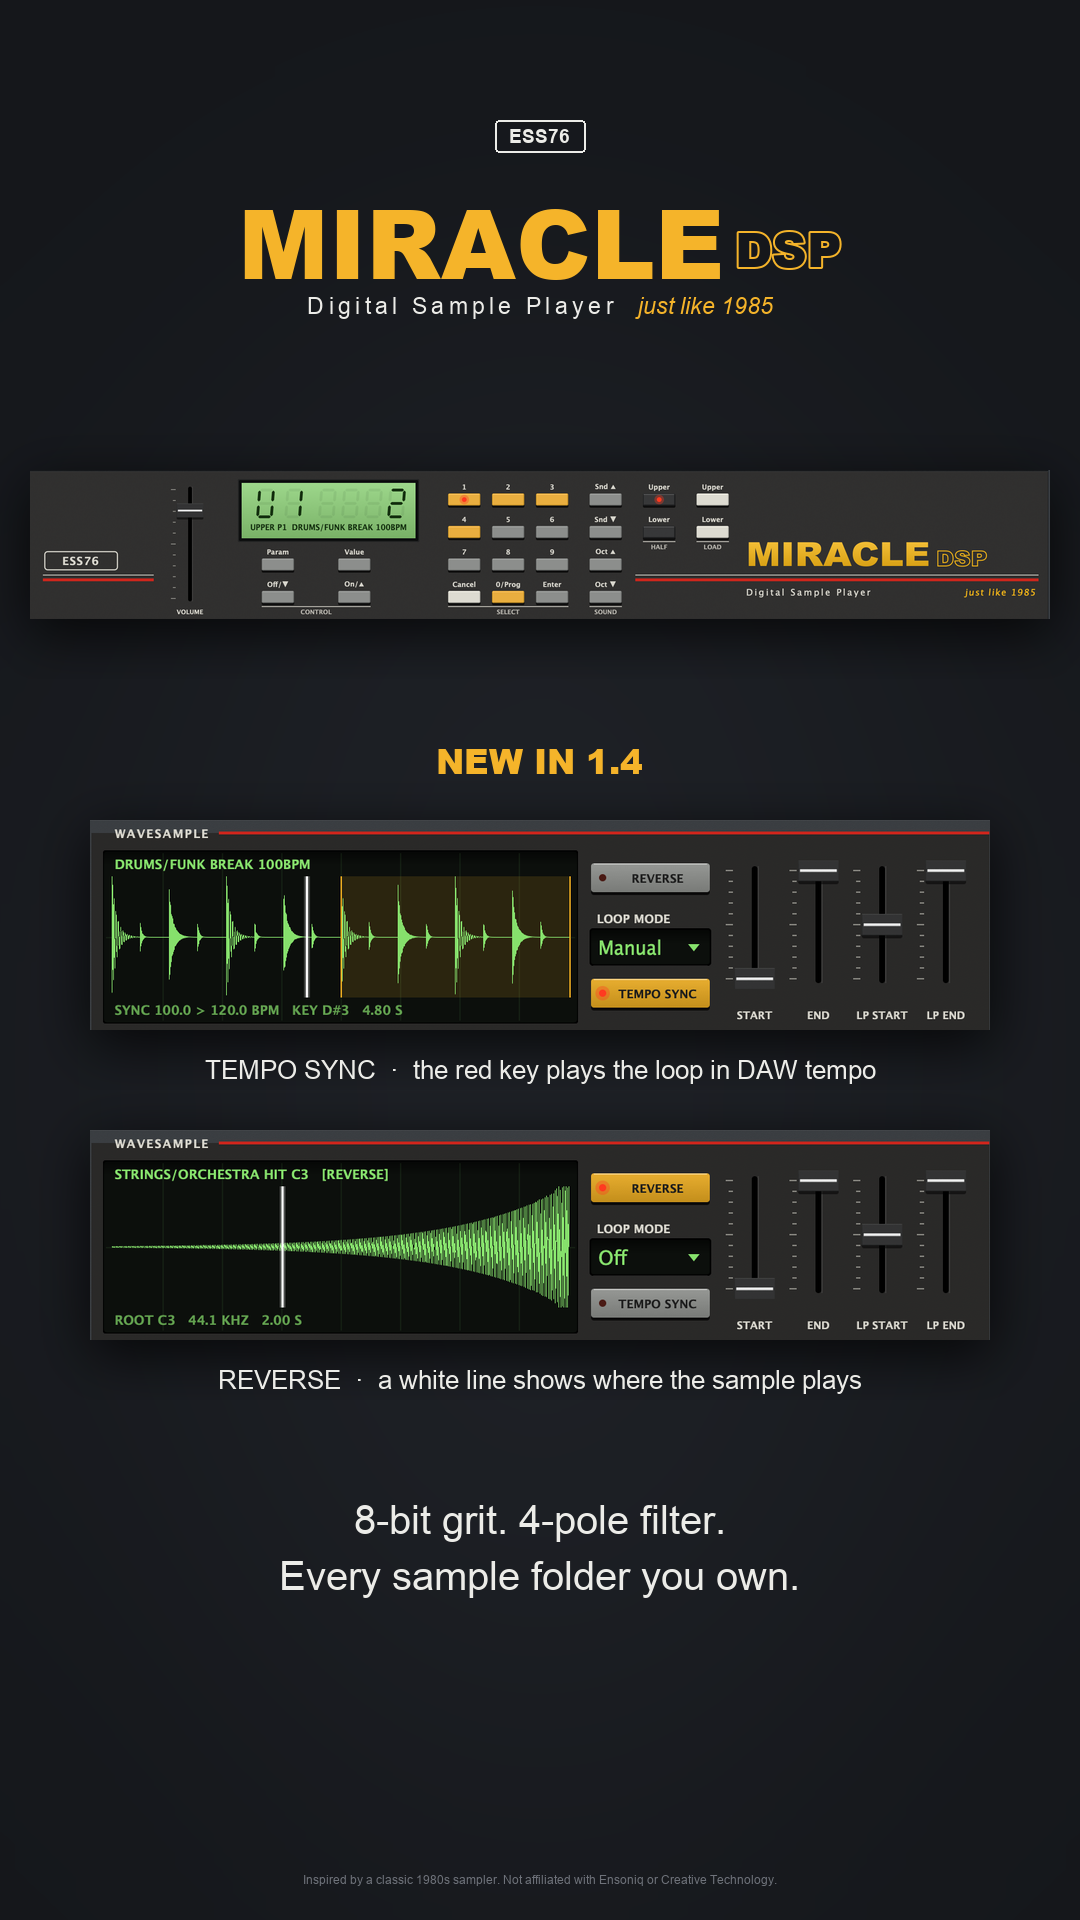 ESS76
MIRACLE DSP
Digital Sample Player just like 1985
1 2 3 Snd ▲ Upper Upper
U1 2
UPPER P1 DRUMS/FUNK BREAK 100BPM
4 5 6 Snd ▼ Lower Lower
HALF LOAD
Param Value 7 8 9 Oct ▲
ESS76
MIRACLE DSP
Off/▼ On/▲ Cancel 0/Prog Enter Oct ▼
Digital Sample Player just like 1985
VOLUME CONTROL SELECT SOUND
NEW IN 1.4
WAVESAMPLE
DRUMS/FUNK BREAK 100BPM
REVERSE
LOOP MODE
Manual
TEMPO SYNC
SYNC 100.0 > 120.0 BPM KEY D#3 4.80 S
START END LP START LP END
TEMPO SYNC · the red key plays the loop in DAW tempo
WAVESAMPLE
STRINGS/ORCHESTRA HIT C3 [REVERSE]
REVERSE
LOOP MODE
Off
TEMPO SYNC
ROOT C3 44.1 KHZ 2.00 S
START END LP START LP END
REVERSE · a white line shows where the sample plays
8-bit grit. 4-pole filter.
Every sample folder you own.
Inspired by a classic 1980s sampler. Not affiliated with Ensoniq or Creative Technology.